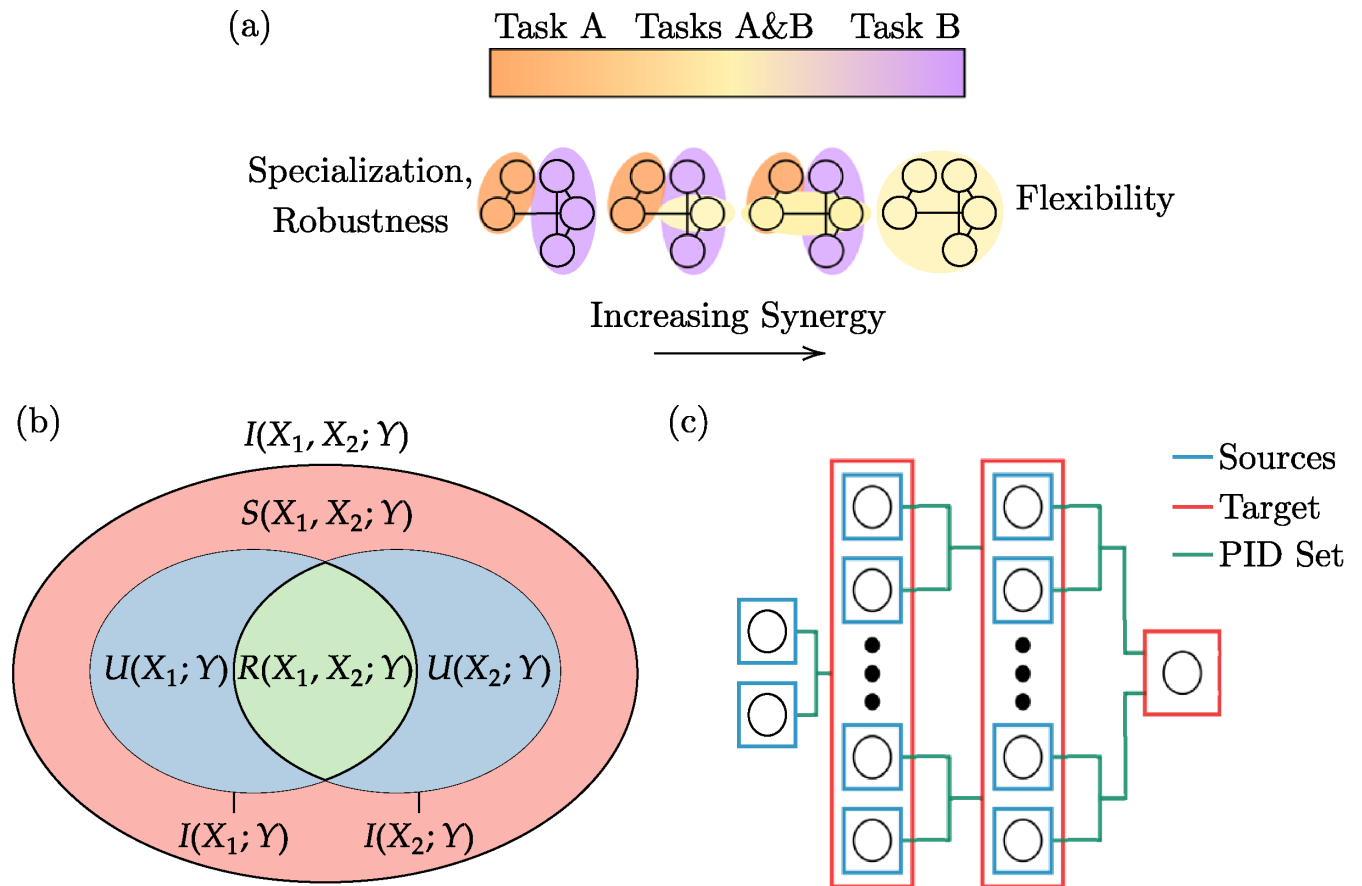 (a)
Task A Tasks A&B Task B
Specialization,
Robustness
Flexibility
Increasing Synergy
(b)
I(X₁, X₂; Y)
S(X₁, X₂; Y)
U(X₁; Y) R(X₁, X₂; Y) U(X₂; Y)
I(X₁; Y) I(X₂; Y)
(c)
Sources
Target
PID Set